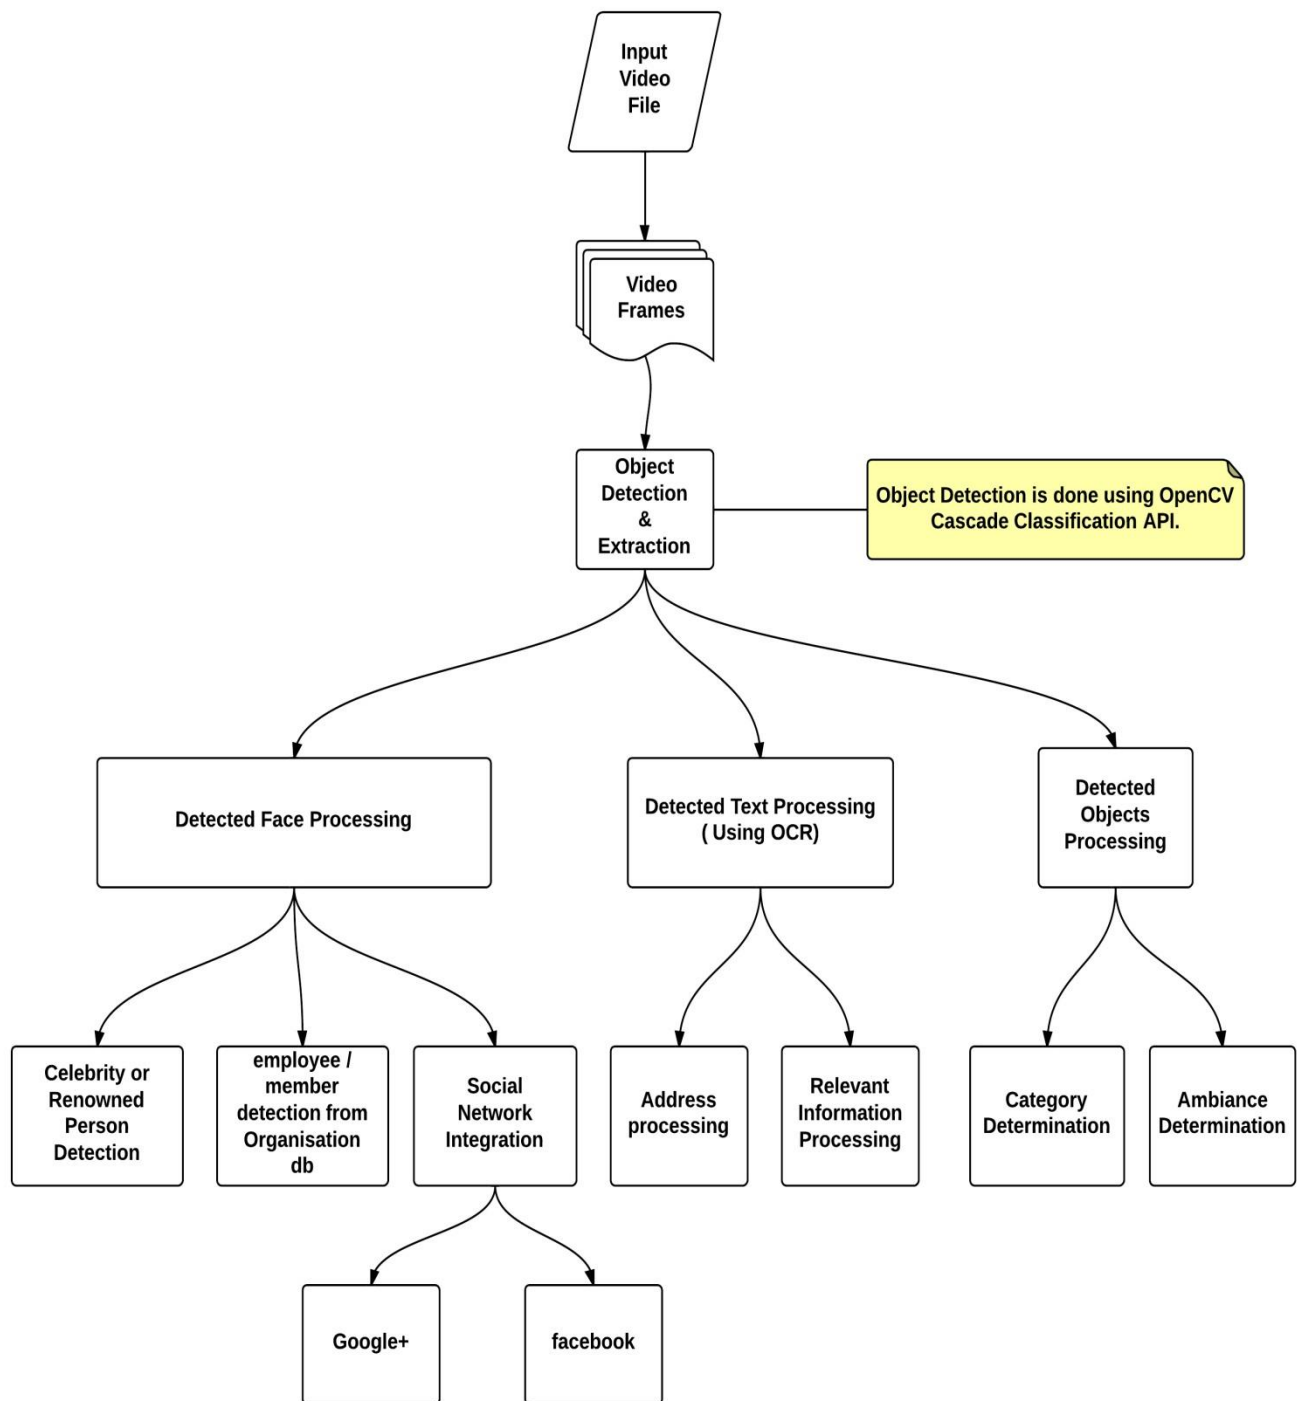 Input
Video
File
Video
Frames
Object
Detection
&
Extraction
Object Detection is done using OpenCV
Cascade Classification API.
Detected Face Processing
Detected Text Processing
( Using OCR)
Detected
Objects
Processing
Celebrity or
Renowned
Person
Detection
employee /
member
detection from
Organisation
db
Social
Network
Integration
Address
processing
Relevant
Information
Processing
Category
Determination
Ambiance
Determination
Google+
facebook